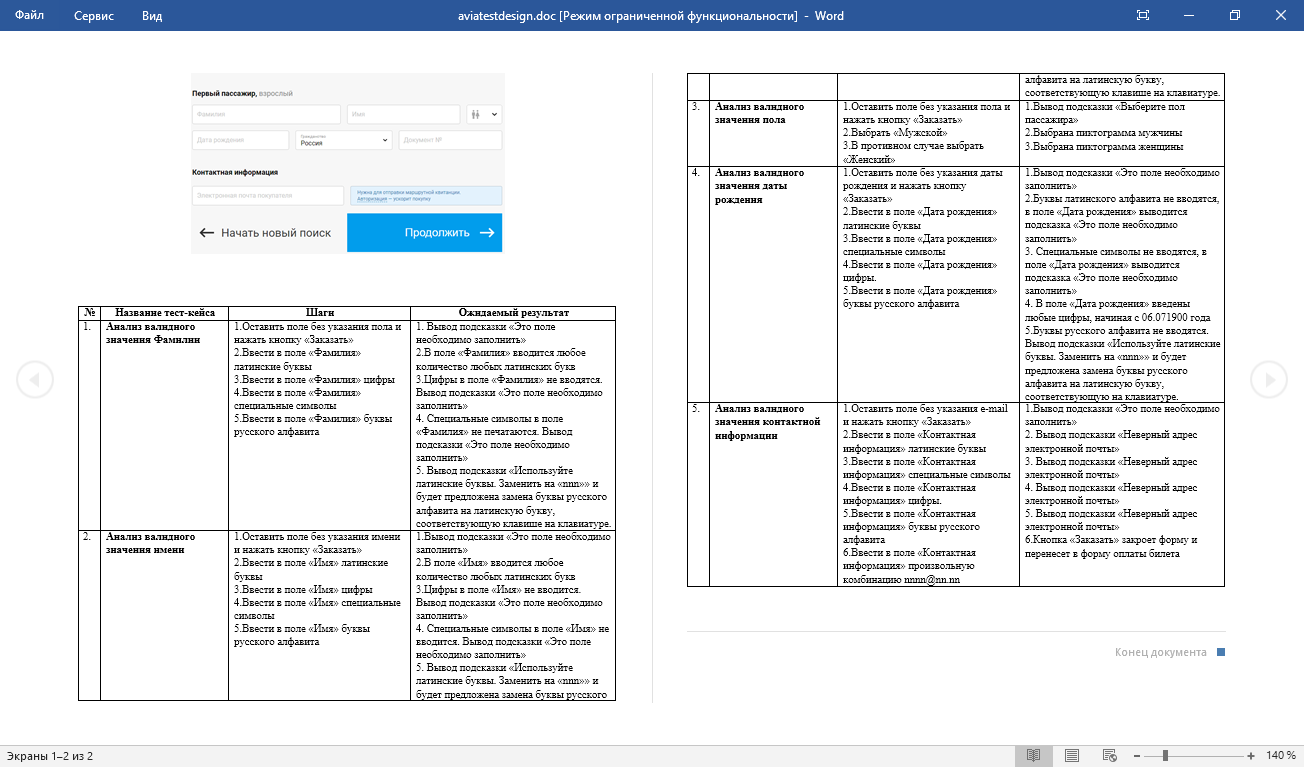 Файл Сервис Вид
aviatestdesign.doc [Режим ограниченной функциональности] - Word
Первый пассажир, взрослый
Фамилия
Имя
Дата рождения
Гражданство
Россия
Документ №
Контактная информация
Электронная почта покупателя
Нужна для отправки маршрутной квитанции.
Авторизация – ускорит покупку
Начать новый поиск
Продолжить
№ Название тест-кейса Шаги Ожидаемый результат
1.
Анализ валидного
значения Фамилии
1.Оставить поле без указания пола и
нажать кнопку «Заказать»
2.Ввести в поле «Фамилия»
латинские буквы
3.Ввести в поле «Фамилия» цифры
4.Ввести в поле «Фамилия»
специальные символы
5.Ввести в поле «Фамилия» буквы
русского алфавита
1. Вывод подсказки «Это поле
необходимо заполнить»
2.В поле «Фамилия» вводится любое
количество любых латинских букв
3.Цифры в поле «Фамилия» не вводятся.
Вывод подсказки «Это поле необходимо
заполнить»
4. Специальные символы в поле
«Фамилия» не печатаются. Вывод
подсказки «Это поле необходимо
заполнить»
5. Вывод подсказки «Используйте
латинские буквы. Заменить на «nnn»» и
будет предложена замена буквы русского
алфавита на латинскую букву,
соответствующую клавише на клавиатуре.
2.
Анализ валидного
значения имени
1.Оставить поле без указания имени
и нажать кнопку «Заказать»
2.Ввести в поле «Имя» латинские
буквы
3.Ввести в поле «Имя» цифры
4.Ввести в поле «Имя» специальные
символы
5.Ввести в поле «Имя» буквы
русского алфавита
1.Вывод подсказки «Это поле необходимо
заполнить»
2.В поле «Имя» вводится любое
количество любых латинских букв
3.Цифры в поле «Имя» не вводится.
Вывод подсказки «Это поле необходимо
заполнить»
4. Специальные символы в поле «Имя» не
вводится. Вывод подсказки «Это поле
необходимо заполнить»
5. Вывод подсказки «Используйте
латинские буквы. Заменить на «nnn»» и
будет предложена замена буквы русского
алфавита на латинскую букву,
соответствующую клавише на клавиатуре.
3.
Анализ валидного
значения пола
1.Оставить поле без указания пола и
нажать кнопку «Заказать»
2.Выбрать «Мужской»
3.В противном случае выбрать
«Женский»
1.Вывод подсказки «Выберите пол
пассажира»
2.Выбрана пиктограмма мужчины
3.Выбрана пиктограмма женщины
4.
Анализ валидного
значения даты
рождения
1.Оставить поле без указания даты
рождения и нажать кнопку
«Заказать»
2.Ввести в поле «Дата рождения»
латинские буквы
3.Ввести в поле «Дата рождения»
специальные символы
4.Ввести в поле «Дата рождения»
цифры.
5.Ввести в поле «Дата рождения»
буквы русского алфавита
1.Вывод подсказки «Это поле необходимо
заполнить»
2.Буквы латинского алфавита не вводятся,
в поле «Дата рождения» выводится
подсказка «Это поле необходимо
заполнить»
3. Специальные символы не вводятся, в
поле «Дата рождения» выводится
подсказка «Это поле необходимо
заполнить»
4. В поле «Дата рождения» введены
любые цифры, начиная с 06.071900 года
5.Буквы русского алфавита не вводятся.
Вывод подсказки «Используйте латинские
буквы. Заменить на «nnn»» и будет
предложена замена буквы русского
алфавита на латинскую букву,
соответствующую на клавиатуре.
5.
Анализ валидного
значения контактной
информации
1.Оставить поле без указания e-mail
и нажать кнопку «Заказать»
2.Ввести в поле «Контактная
информация» латинские буквы
3.Ввести в поле «Контактная
информация» специальные символы
4.Ввести в поле «Контактная
информация» цифры.
5.Ввести в поле «Контактная
информация» буквы русского
алфавита
6.Ввести в поле «Контактная
информация» произвольную
комбинацию nnnn@nn.nn
1.Вывод подсказки «Это поле необходимо
заполнить»
2. Вывод подсказки «Неверный адрес
электронной почты»
3. Вывод подсказки «Неверный адрес
электронной почты»
4. Вывод подсказки «Неверный адрес
электронной почты»
5. Вывод подсказки «Неверный адрес
электронной почты»
6.Кнопка «Заказать» закроет форму и
перенесет в форму оплаты билета
Конец документа
Экраны 1–2 из 2
140 %